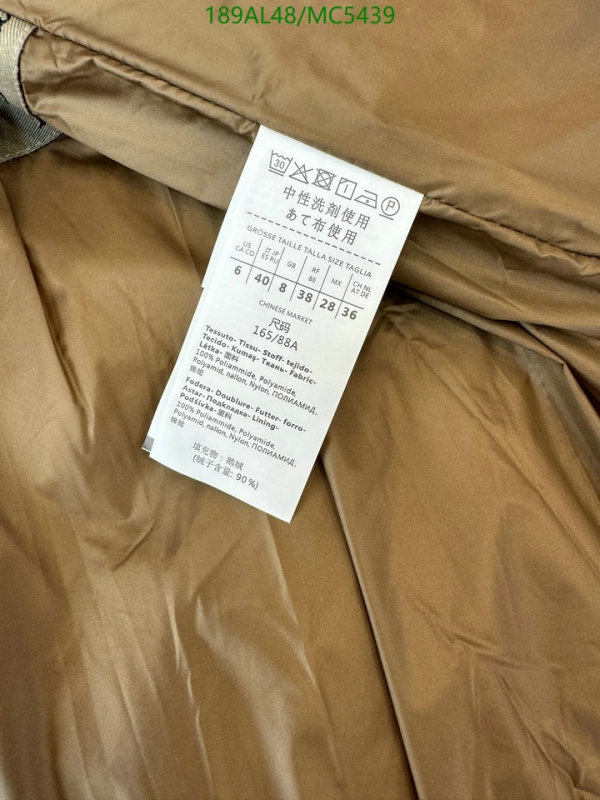 189AL48/MC5439
30 P
中性洗剤使用
あて布使用
GRÖSSE TAILLE TALLA SIZE TAGLIA
US CA CO
IT JP ES RU
GB
RF BE
MX
CH NL AT DE
6 40 8 38 28 36
CHINESE MARKET
尺码
165/88A
Tessuto- Tissu- Stoff- tejido-
Tecido- Kumaş- Ткань- Fabric-
Látka- 面料
100% Poliammide, Polyamide,
Polyamid, nailon, Nylon, ПОЛИАМИД,
锦纶
Fodera- Doublure- Futter- forro-
Astar- Подкладка- Lining-
Podšívka- 里料
100% Poliammide, Polyamide,
Polyamid, nailon, Nylon, ПОЛИАМИД,
锦纶
填充物：鹅绒
(绒子含量: 90%)